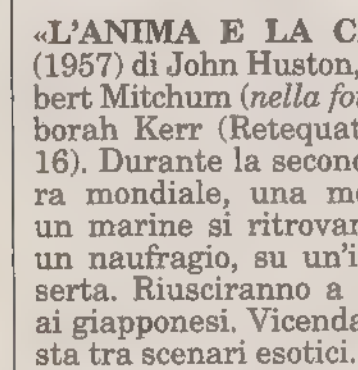 «L'ANIMA E LA C
(1957) di John Huston,
bert Mitchum (nella fo
borah Kerr (Retequat
16). Durante la second
ra mondiale, una m
un marine si ritrovar
un naufragio, su un'i
serta. Riusciranno a
ai giapponesi. Vicenda
sta tra scenari esotici.